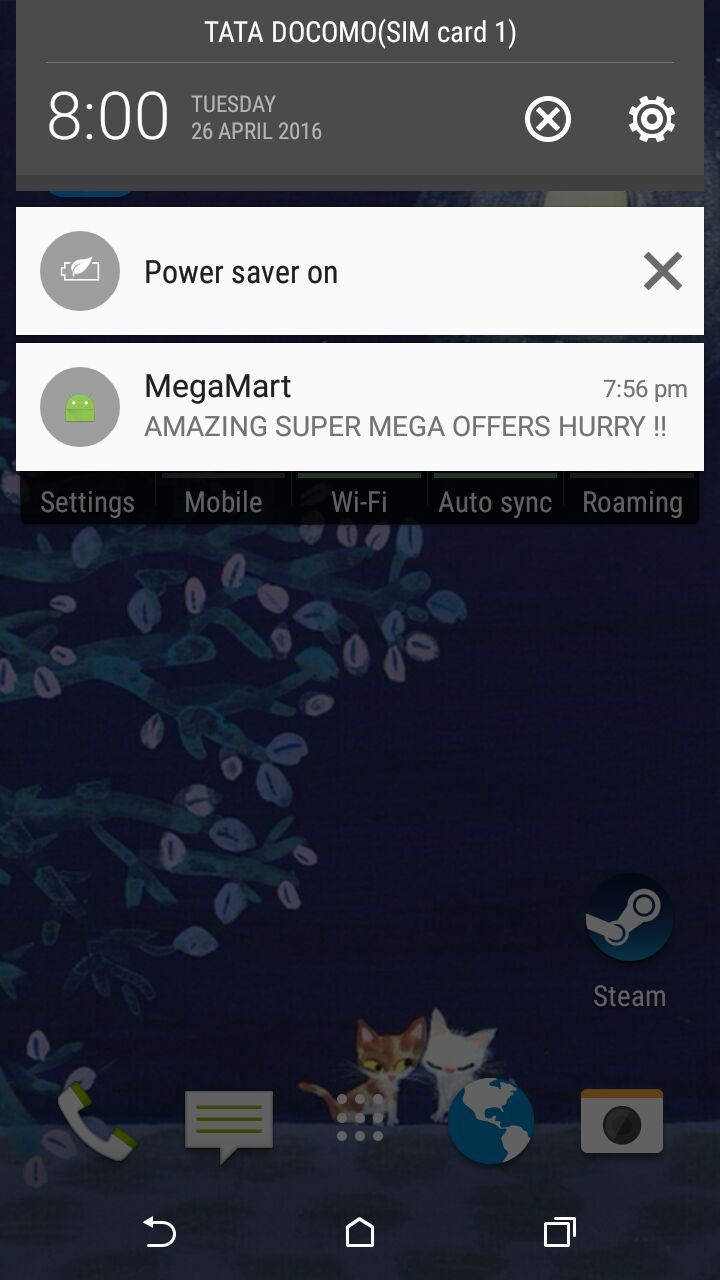 TATA DOCOMO(SIM card 1)
8:00
TUESDAY
26 APRIL 2016
Power saver on
MegaMart
7:56 pm
AMAZING SUPER MEGA OFFERS HURRY !!
Settings Mobile Wi-Fi Auto sync Roaming
Steam